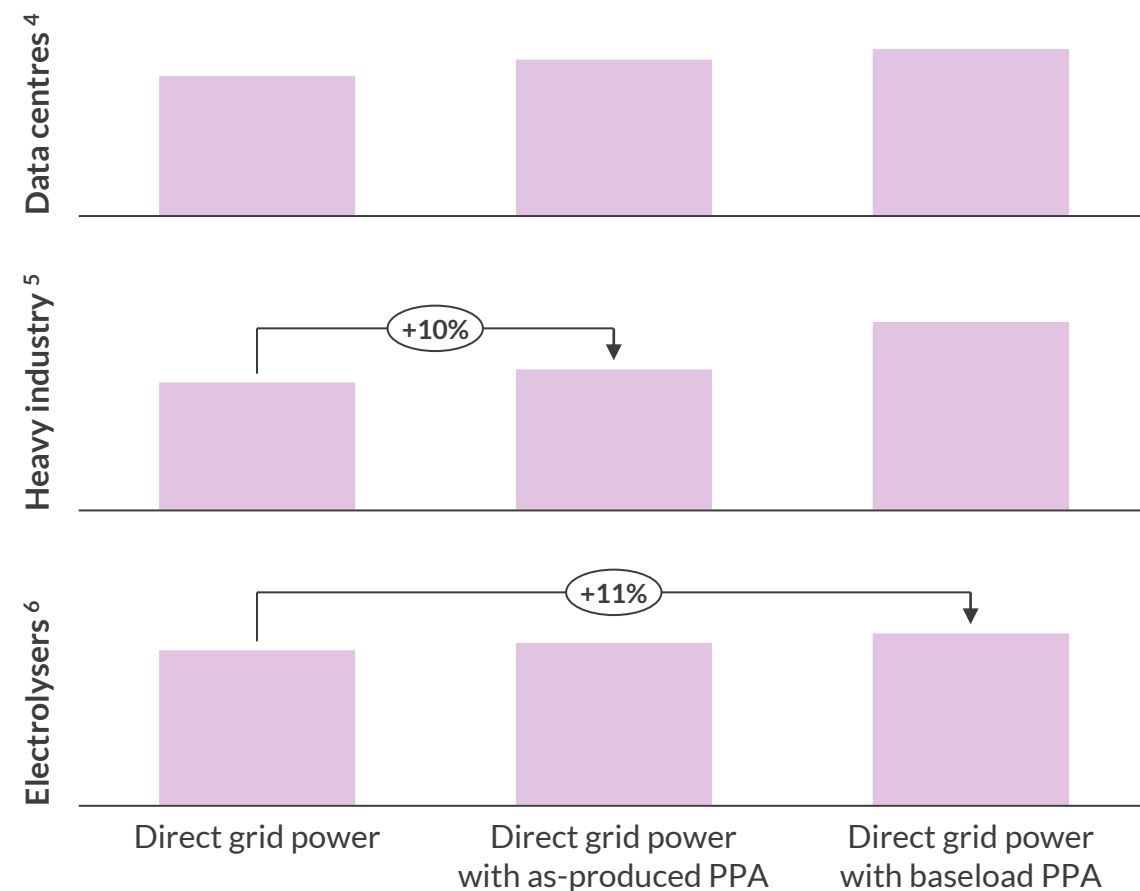 Data centres 4
Heavy industry 5
+10%
Electrolysers 6
+11%
Direct grid power
Direct grid power
with as-produced PPA
Direct grid power
with baseload PPA